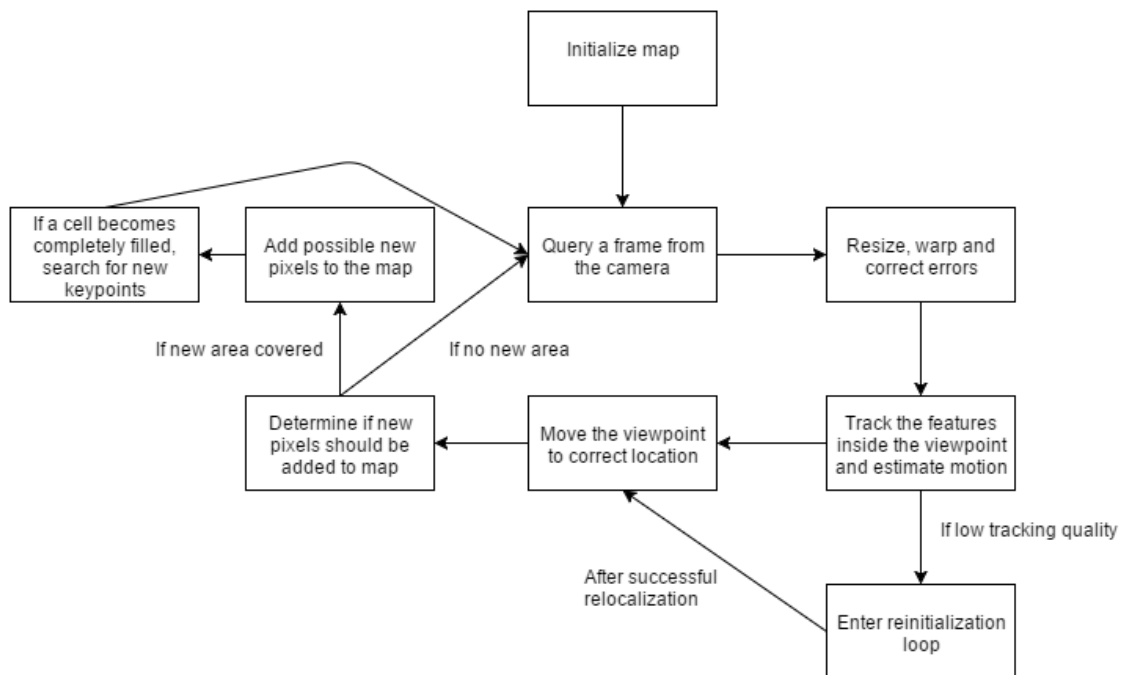 Initialize map
If a cell becomes
completely filled,
search for new
keypoints
Add possible new
pixels to the map
Query a frame from
the camera
Resize, warp and
correct errors
If new area covered
If no new area
Determine if new
pixels should be
added to map
Move the viewpoint
to correct location
Track the features
inside the viewpoint
and estimate motion
If low tracking quality
After successful
relocalization
Enter reinitialization
loop